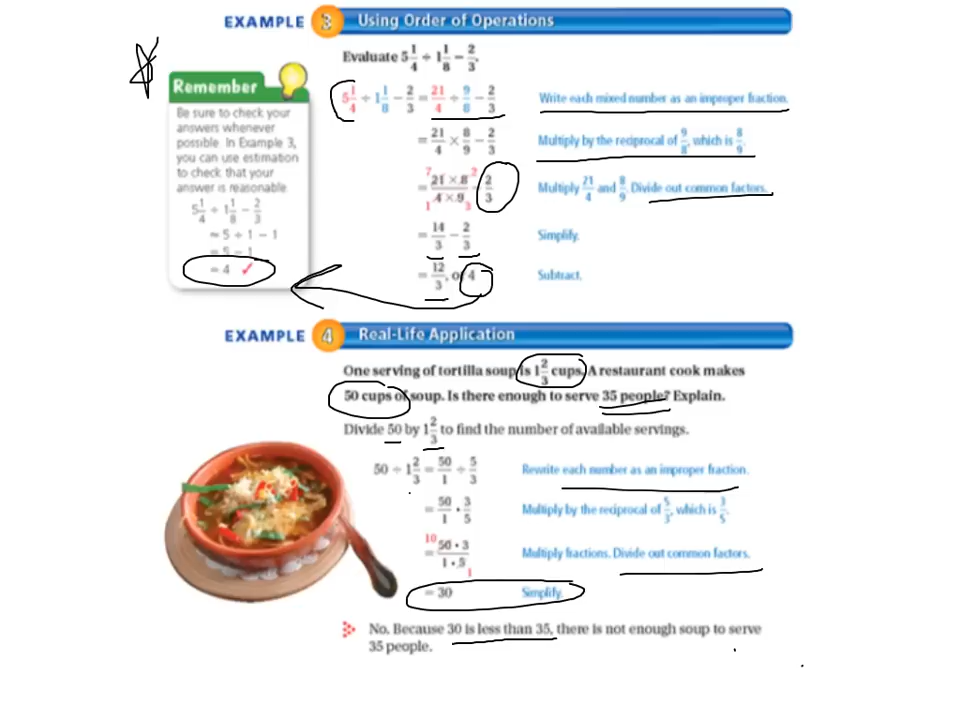 EXAMPLE 3 Using Order of Operations
Evaluate 5 1/4 ÷ 1 1/8 − 2/3.
5 1/4 ÷ 1 1/8 − 2/3 = 21/4 ÷ 9/8 − 2/3 Write each mixed number as an improper fraction.
= 21/4 × 8/9 − 2/3 Multiply by the reciprocal of 9/8, which is 8/9.
7 2
= 21 × 8 / 4 × 9 − 2/3 Multiply 21/4 and 8/9. Divide out common factors.
1 3
= 14/3 − 2/3 Simplify.
= 12/3, or 4 Subtract.
Remember
Be sure to check your
answers whenever
possible. In Example 3,
you can use estimation
to check that your
answer is reasonable
5 1/4 ÷ 1 1/8 − 2/3
≈ 5 ÷ 1 − 1
= 5 − 1
= 4 ✓
EXAMPLE 4 Real-Life Application
One serving of tortilla soup is 1 2/3 cups. A restaurant cook makes
50 cups of soup. Is there enough to serve 35 people? Explain.
Divide 50 by 1 2/3 to find the number of available servings.
50 ÷ 1 2/3 = 50/1 ÷ 5/3 Rewrite each number as an improper fraction.
= 50/1 · 3/5 Multiply by the reciprocal of 5/3, which is 3/5.
10
= 50 · 3 / 1 · 5 Multiply fractions. Divide out common factors.
1
= 30 Simplify.
No. Because 30 is less than 35, there is not enough soup to serve
35 people.